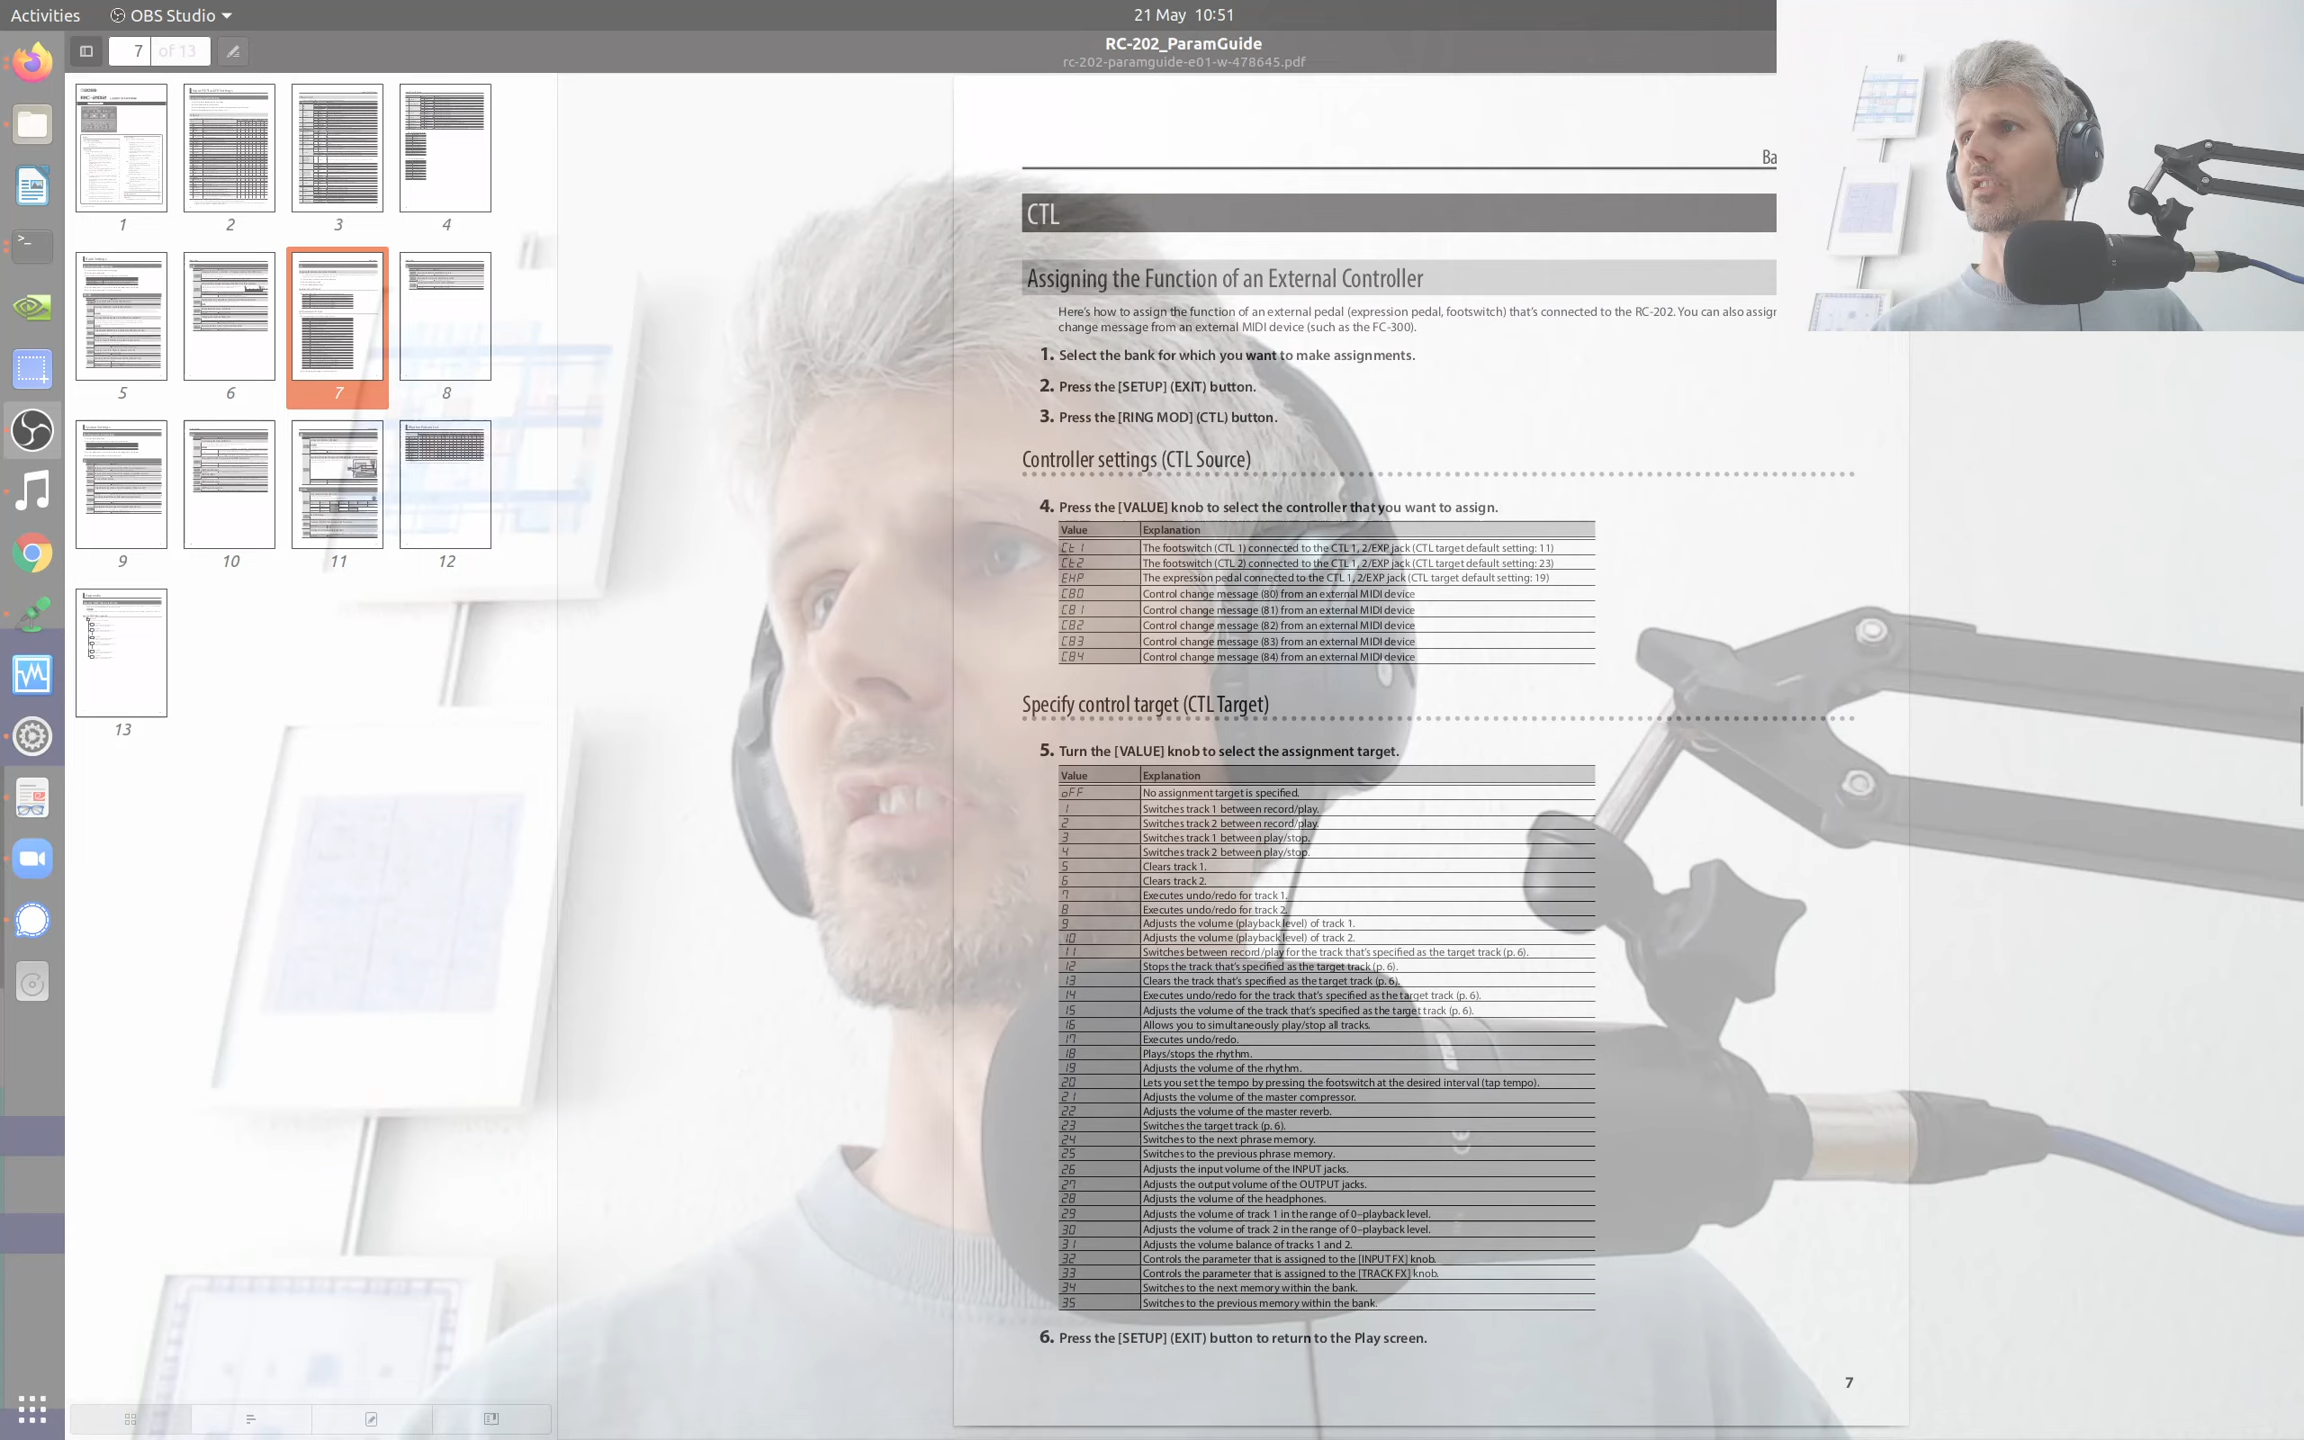 Activities
OBS Studio
21 May 10:51
7
of 13
RC-202_ParamGuide
rc-202-paramguide-e01-w-478645.pdf
1
2
3
4
5
6
7
8
9
10
11
12
13
Ba
CTL
Assigning the Function of an External Controller
Here's how to assign the function of an external pedal (expression pedal, footswitch) that's connected to the RC-202. You can also assigr
change message from an external MIDI device (such as the FC-300).
1. Select the bank for which you want to make assignments.
2. Press the [SETUP] (EXIT) button.
3. Press the [RING MOD] (CTL) button.
Controller settings (CTL Source)
4. Press the [VALUE] knob to select the controller that you want to assign.
Value Explanation
Ct1 The footswitch (CTL 1) connected to the CTL 1, 2/EXP jack (CTL target default setting: 11)
Ct2 The footswitch (CTL 2) connected to the CTL 1, 2/EXP jack (CTL target default setting: 23)
EXP The expression pedal connected to the CTL 1, 2/EXP jack (CTL target default setting: 19)
C80 Control change message (80) from an external MIDI device
C81 Control change message (81) from an external MIDI device
C82 Control change message (82) from an external MIDI device
C83 Control change message (83) from an external MIDI device
C84 Control change message (84) from an external MIDI device
Specify control target (CTL Target)
5. Turn the [VALUE] knob to select the assignment target.
Value Explanation
oFF No assignment target is specified.
1 Switches track 1 between record/play.
2 Switches track 2 between record/play.
3 Switches track 1 between play/stop.
4 Switches track 2 between play/stop.
5 Clears track 1.
6 Clears track 2.
7 Executes undo/redo for track 1.
8 Executes undo/redo for track 2.
9 Adjusts the volume (playback level) of track 1.
10 Adjusts the volume (playback level) of track 2.
11 Switches between record/play for the track that's specified as the target track (p. 6).
12 Stops the track that's specified as the target track (p. 6).
13 Clears the track that's specified as the target track (p. 6).
14 Executes undo/redo for the track that's specified as the target track (p. 6).
15 Adjusts the volume of the track that's specified as the target track (p. 6).
16 Allows you to simultaneously play/stop all tracks.
17 Executes undo/redo.
18 Plays/stops the rhythm.
19 Adjusts the volume of the rhythm.
20 Lets you set the tempo by pressing the footswitch at the desired interval (tap tempo).
21 Adjusts the volume of the master compressor.
22 Adjusts the volume of the master reverb.
23 Switches the target track (p. 6).
24 Switches to the next phrase memory.
25 Switches to the previous phrase memory.
26 Adjusts the input volume of the INPUT jacks.
27 Adjusts the output volume of the OUTPUT jacks.
28 Adjusts the volume of the headphones.
29 Adjusts the volume of track 1 in the range of 0–playback level.
30 Adjusts the volume of track 2 in the range of 0–playback level.
31 Adjusts the volume balance of tracks 1 and 2.
32 Controls the parameter that is assigned to the [INPUT FX] knob.
33 Controls the parameter that is assigned to the [TRACK FX] knob.
34 Switches to the next memory within the bank.
35 Switches to the previous memory within the bank.
6. Press the [SETUP] (EXIT) button to return to the Play screen.
7